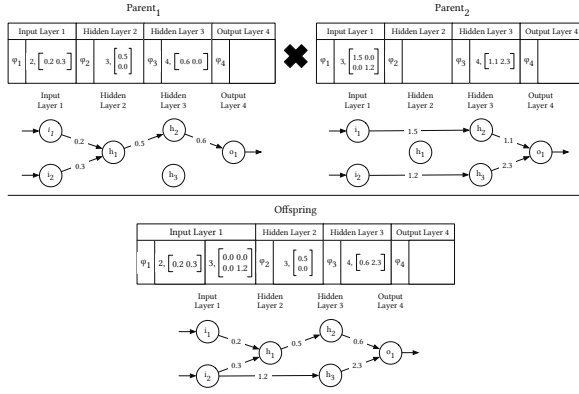 Parent1
Input Layer 1 Hidden Layer 2 Hidden Layer 3 Output Layer 4
φ1 2, [0.2 0.3] φ2 3, [0.5 φ3 4, [0.6 0.0] φ4
0.0]
Input Layer 1 Hidden Layer 2 Hidden Layer 3 Output Layer 4
i1
0.2
h1
0.5
h2
0.6
o1
i2
0.3
h3
Parent2
Input Layer 1 Hidden Layer 3 Output Layer 4
φ1 3, [1.5 0.0 φ2 φ3 4, [1.1 2.3] φ4
0.0 1.2]
Input Layer 1 Hidden Layer 2 Hidden Layer 3 Output Layer 4
i1
1.5
h2
1.1
h1
o1
i2
1.2
h3
2.3
Offspring
Input Layer 1 Hidden Layer 2 Hidden Layer 3 Output Layer 4
φ1 2, [0.2 0.3] 3, [0.0 0.0 φ2 3, [0.5 φ3 4, [0.6 2.3] φ4
0.0 1.2] 0.0]
Input Layer 1 Hidden Layer 2 Hidden Layer 3 Output Layer 4
i1
0.2
h1
0.5
h2
0.6
o1
i2
0.3
1.2
h3
2.3